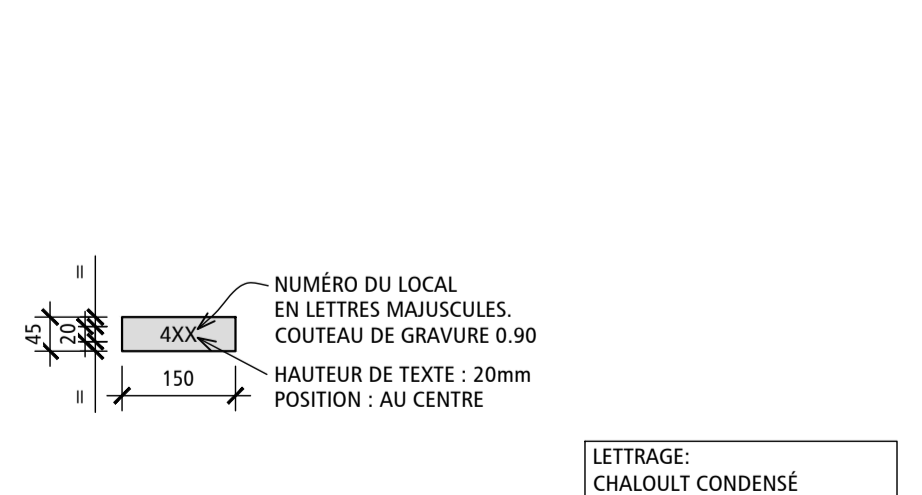 =
NUMÉRO DU LOCAL
EN LETTRES MAJUSCULES.
COUTEAU DE GRAVURE 0.90
45
20
4XX
HAUTEUR DE TEXTE : 20mm
POSITION : AU CENTRE
150
=
LETTRAGE:
CHALOULT CONDENSÉ